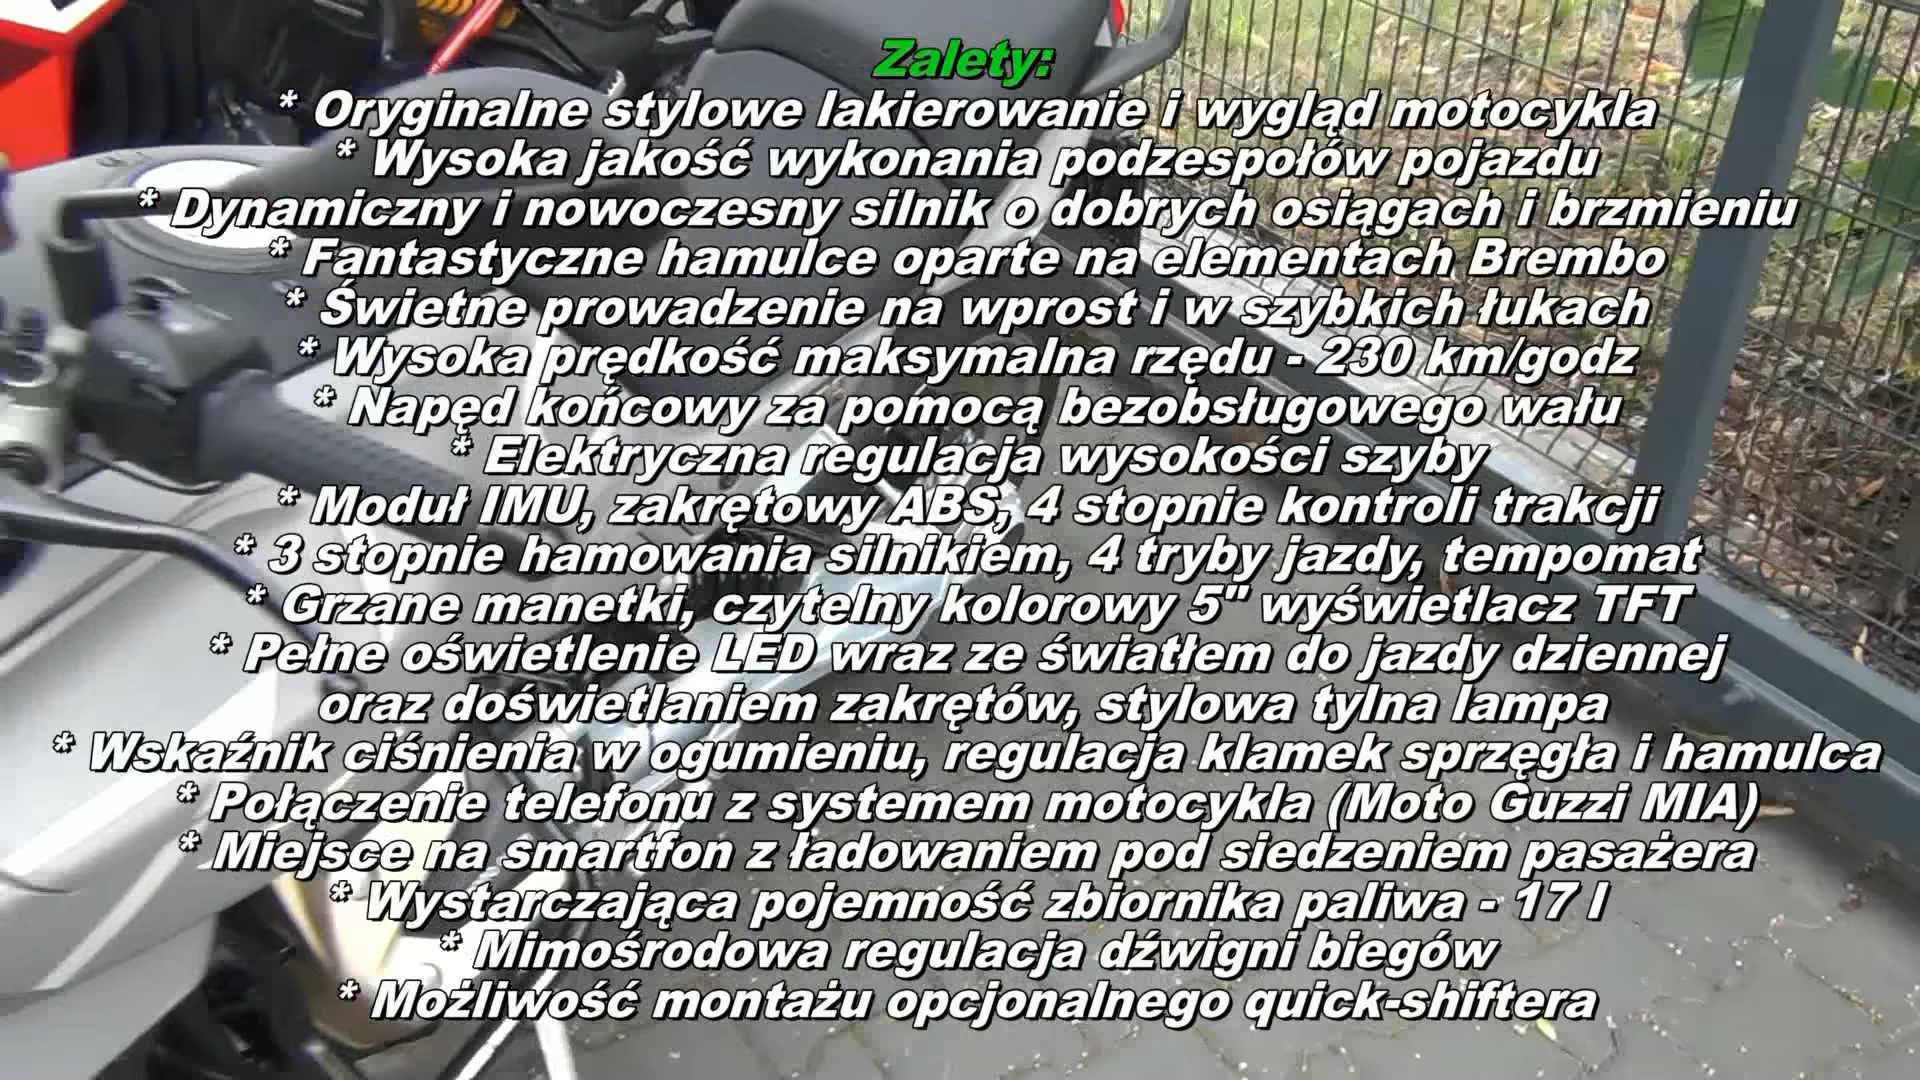 Zalety:
* Oryginalne stylowe lakierowanie i wygląd motocykla
* Wysoka jakość wykonania podzespołów pojazdu
* Dynamiczny i nowoczesny silnik o dobrych osiągach i brzmieniu
* Fantastyczne hamulce oparte na elementach Brembo
* Świetne prowadzenie na wprost i w szybkich łukach
* Wysoka prędkość maksymalna rzędu - 230 km/godz
* Napęd końcowy za pomocą bezobsługowego wału
* Elektryczna regulacja wysokości szyby
* Moduł IMU, zakrętowy ABS, 4 stopnie kontroli trakcji
* 3 stopnie hamowania silnikiem, 4 tryby jazdy, tempomat
* Grzane manetki, czytelny kolorowy 5" wyświetlacz TFT
* Pełne oświetlenie LED wraz ze światłem do jazdy dziennej
oraz doświetlaniem zakrętów, stylowa tylna lampa
* Wskaźnik ciśnienia w ogumieniu, regulacja klamek sprzęgła i hamulca
* Połączenie telefonu z systemem motocykla (Moto Guzzi MIA)
* Miejsce na smartfon z ładowaniem pod siedzeniem pasażera
* Wystarczająca pojemność zbiornika paliwa - 17 l
* Mimośrodowa regulacja dźwigni biegów
* Możliwość montażu opcjonalnego quick-shiftera